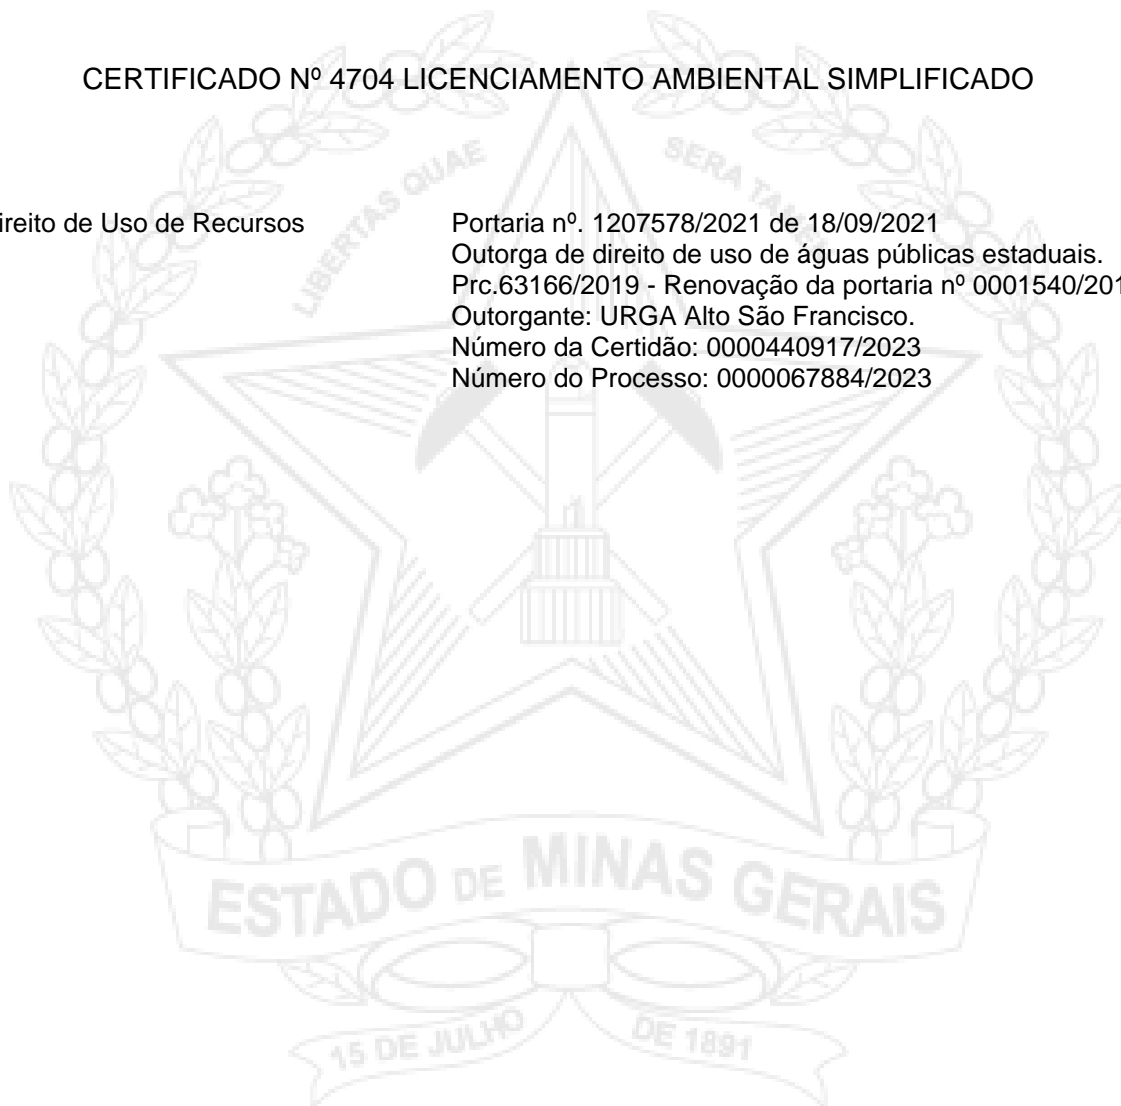 CERTIFICADO Nº 4704 LICENCIAMENTO AMBIENTAL SIMPLIFICADO
LIBERTAS QUAE SERA TAMEN
ireito de Uso de Recursos
Portaria nº. 1207578/2021 de 18/09/2021
Outorga de direito de uso de águas públicas estaduais.
Prc.63166/2019 - Renovação da portaria nº 0001540/201
Outorgante: URGA Alto São Francisco.
Número da Certidão: 0000440917/2023
Número do Processo: 0000067884/2023
ESTADO DE MINAS GERAIS
15 DE JULHO DE 1891